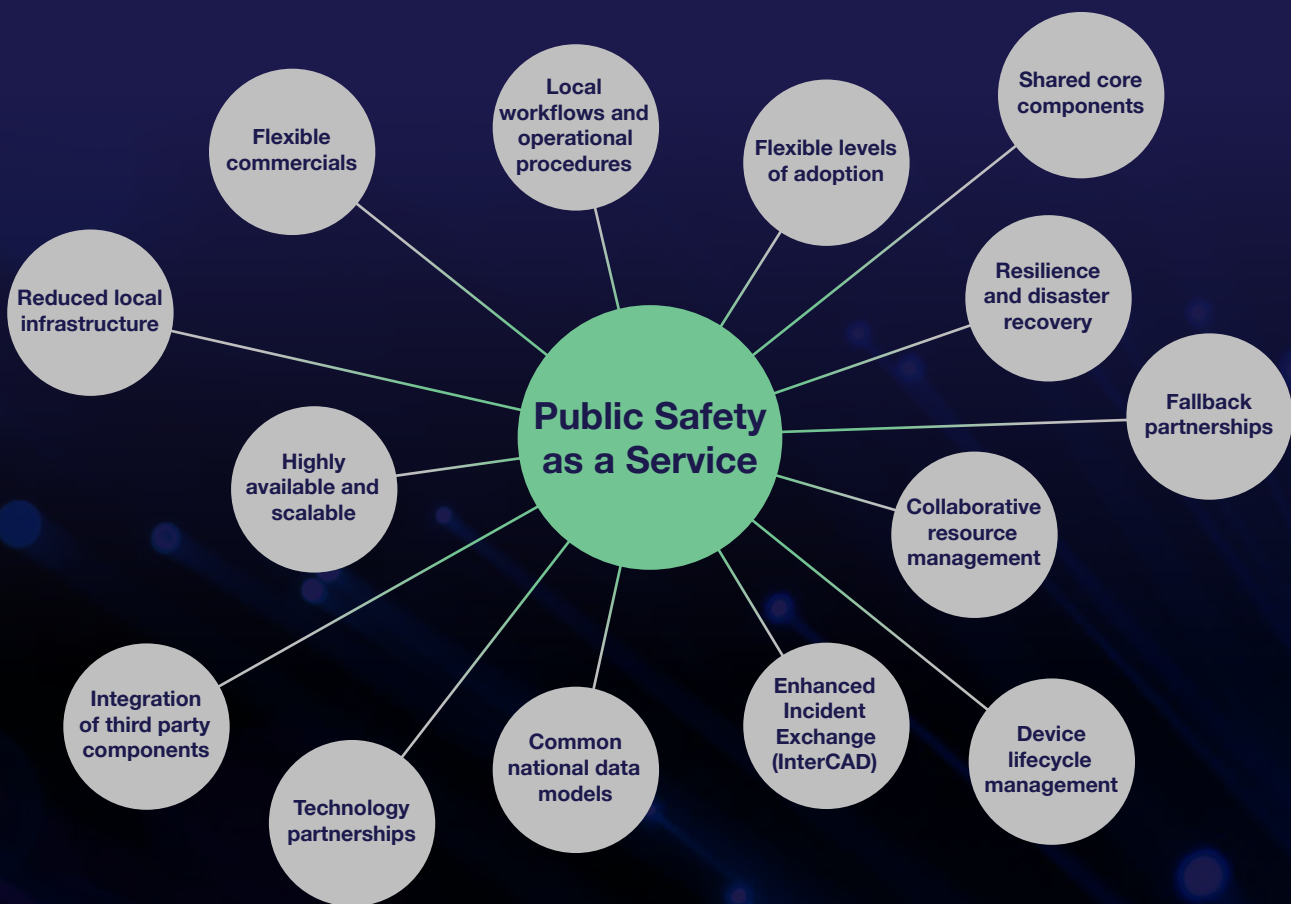 Local
workflows and
operational
procedures
Shared core
components
Flexible
commercials
Flexible levels
of adoption
Reduced local
infrastructure
Resilience
and disaster
recovery
Public Safety
as a Service
Fallback
partnerships
Highly
available and
scalable
Collaborative
resource
management
Integration
of third party
components
Technology
partnerships
Common
national data
models
Enhanced
Incident
Exchange
(InterCAD)
Device
lifecycle
management